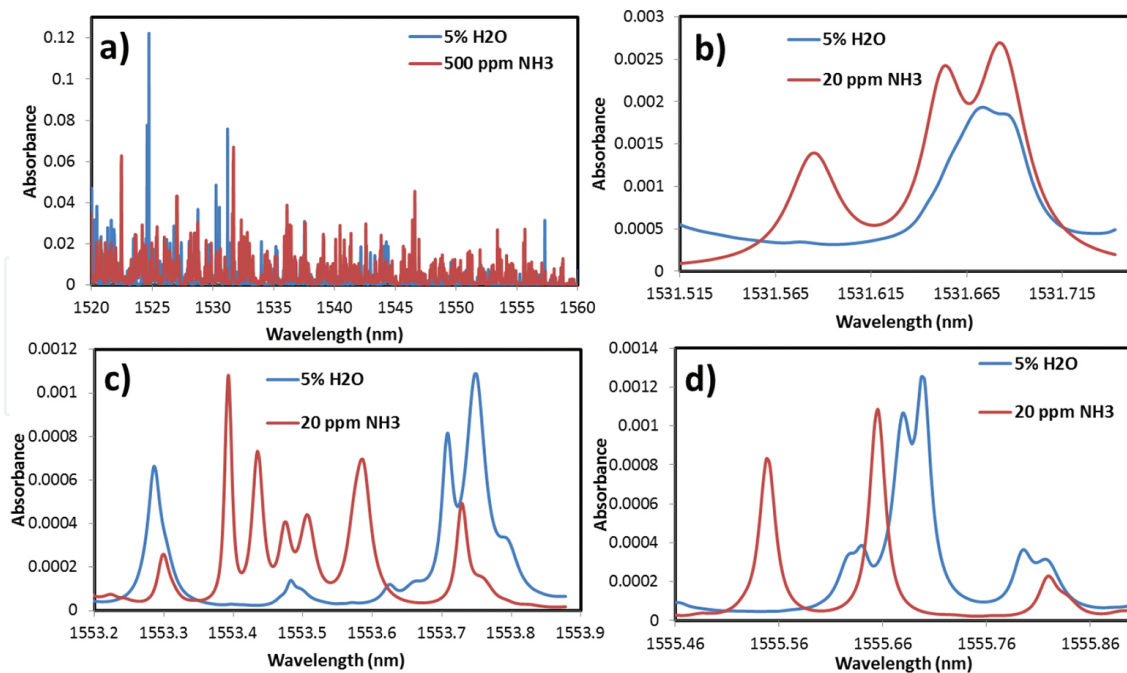 a)
5% H2O
500 ppm NH3
Absorbance
0.12
0.1
0.08
0.06
0.04
0.02
0
1520 1525 1530 1535 1540 1545 1550 1555 1560
Wavelength (nm)
b)
5% H2O
20 ppm NH3
Absorbance
0.003
0.0025
0.002
0.0015
0.001
0.0005
0
1531.515 1531.565 1531.615 1531.665 1531.715
Wavelength (nm)
c)
5% H2O
20 ppm NH3
Absorbance
0.0012
0.001
0.0008
0.0006
0.0004
0.0002
0
1553.2 1553.3 1553.4 1553.5 1553.6 1553.7 1553.8 1553.9
Wavelength (nm)
d)
5% H2O
20 ppm NH3
Absorbance
0.0014
0.0012
0.001
0.0008
0.0006
0.0004
0.0002
0
1555.46 1555.56 1555.66 1555.76 1555.86
Wavelength (nm)